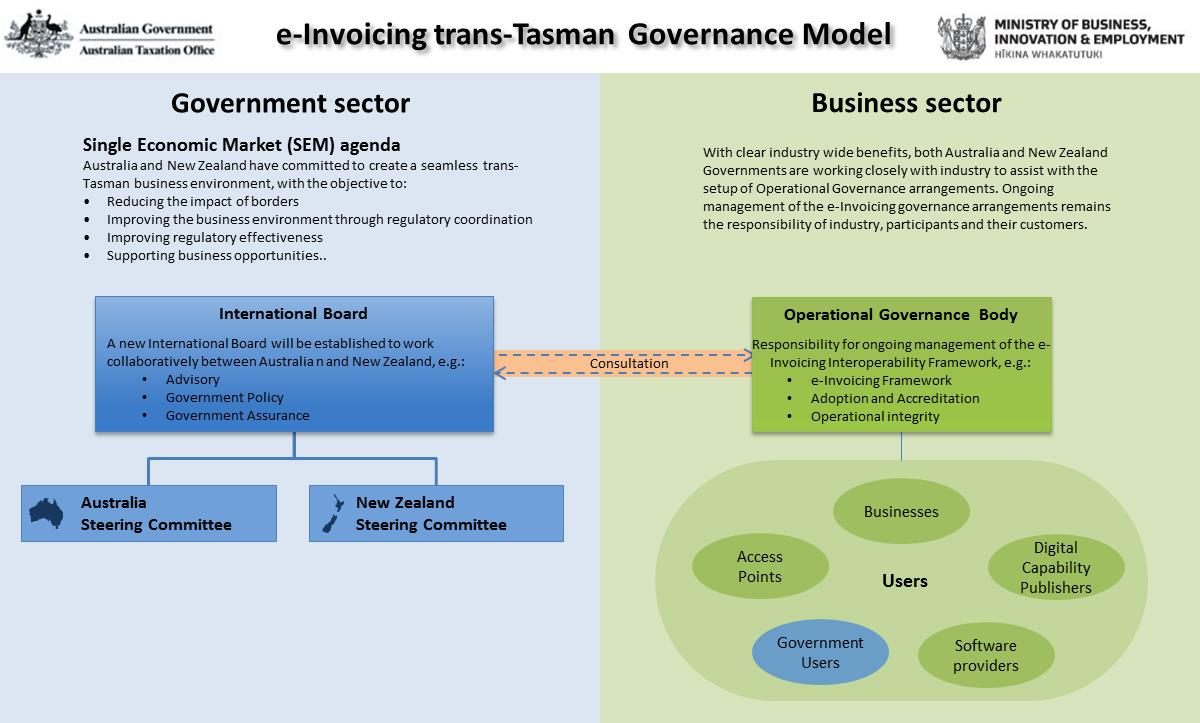 Australian Government
Australian Taxation Office
e-Invoicing trans-Tasman Governance Model
MINISTRY OF BUSINESS,
INNOVATION & EMPLOYMENT
HĪKINA WHAKATUTUKI
Government sector
Single Economic Market (SEM) agenda
Australia and New Zealand have committed to create a seamless trans-
Tasman business environment, with the objective to:
• Reducing the impact of borders
• Improving the business environment through regulatory coordination
• Improving regulatory effectiveness
• Supporting business opportunities..
International Board
A new International Board will be established to work
collaboratively between Australia n and New Zealand, e.g.:
• Advisory
• Government Policy
• Government Assurance
Australia
Steering Committee
New Zealand
Steering Committee
Consultation
Business sector
With clear industry wide benefits, both Australia and New Zealand
Governments are working closely with industry to assist with the
setup of Operational Governance arrangements. Ongoing
management of the e-Invoicing governance arrangements remains
the responsibility of industry, participants and their customers.
Operational Governance Body
Responsibility for ongoing management of the e-
Invoicing Interoperability Framework, e.g.:
• e-Invoicing Framework
• Adoption and Accreditation
• Operational integrity
Businesses
Access
Points
Users
Digital
Capability
Publishers
Government
Users
Software
providers